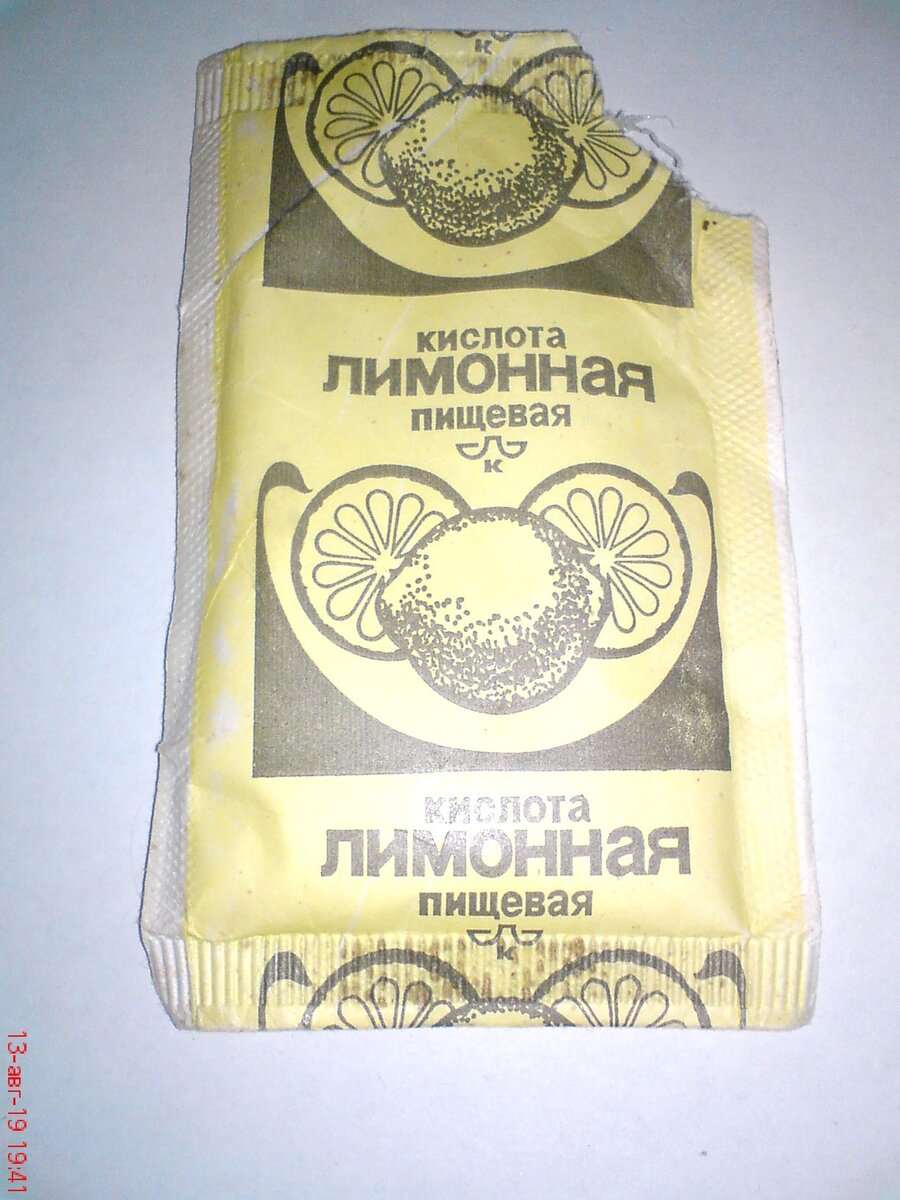 К
кислота
лимонная
пищевая
К
кислота
лимонная
пищевая
К
13-авг-19 19:41